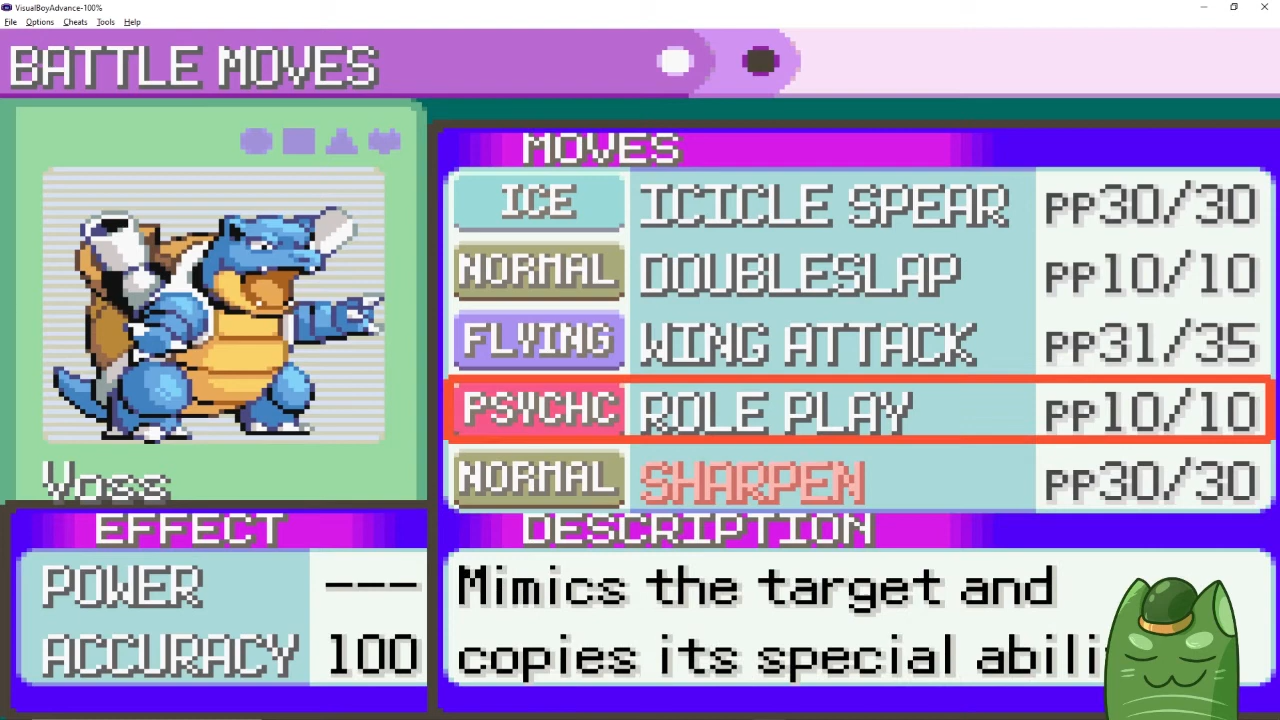 VisualBoyAdvance-100%
File Options Cheats Tools Help
BATTLE MOVES
MOVES
ICE ICICLE SPEAR PP30/30
NORMAL DOUBLESLAP PP10/10
FLYING WING ATTACK PP31/35
PSYCHC ROLE PLAY PP10/10
NORMAL SHARPEN PP30/30
Voss
EFFECT
POWER ---
ACCURACY 100
DESCRIPTION
Mimics the target and
copies its special abili